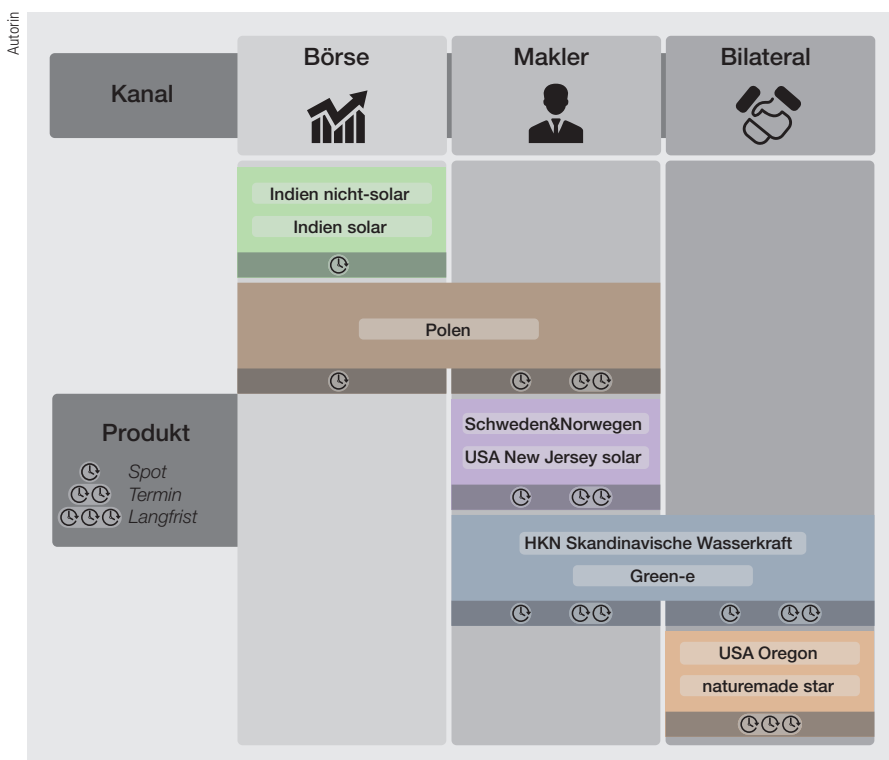 Autorin
Kanal
Börse
Makler
Bilateral
Indien nicht-solar
Indien solar
Polen
Produkt
Spot
Termin
Langfrist
Schweden&Norwegen
USA New Jersey solar
HKN Skandinavische Wasserkraft
Green-e
USA Oregon
naturemade star